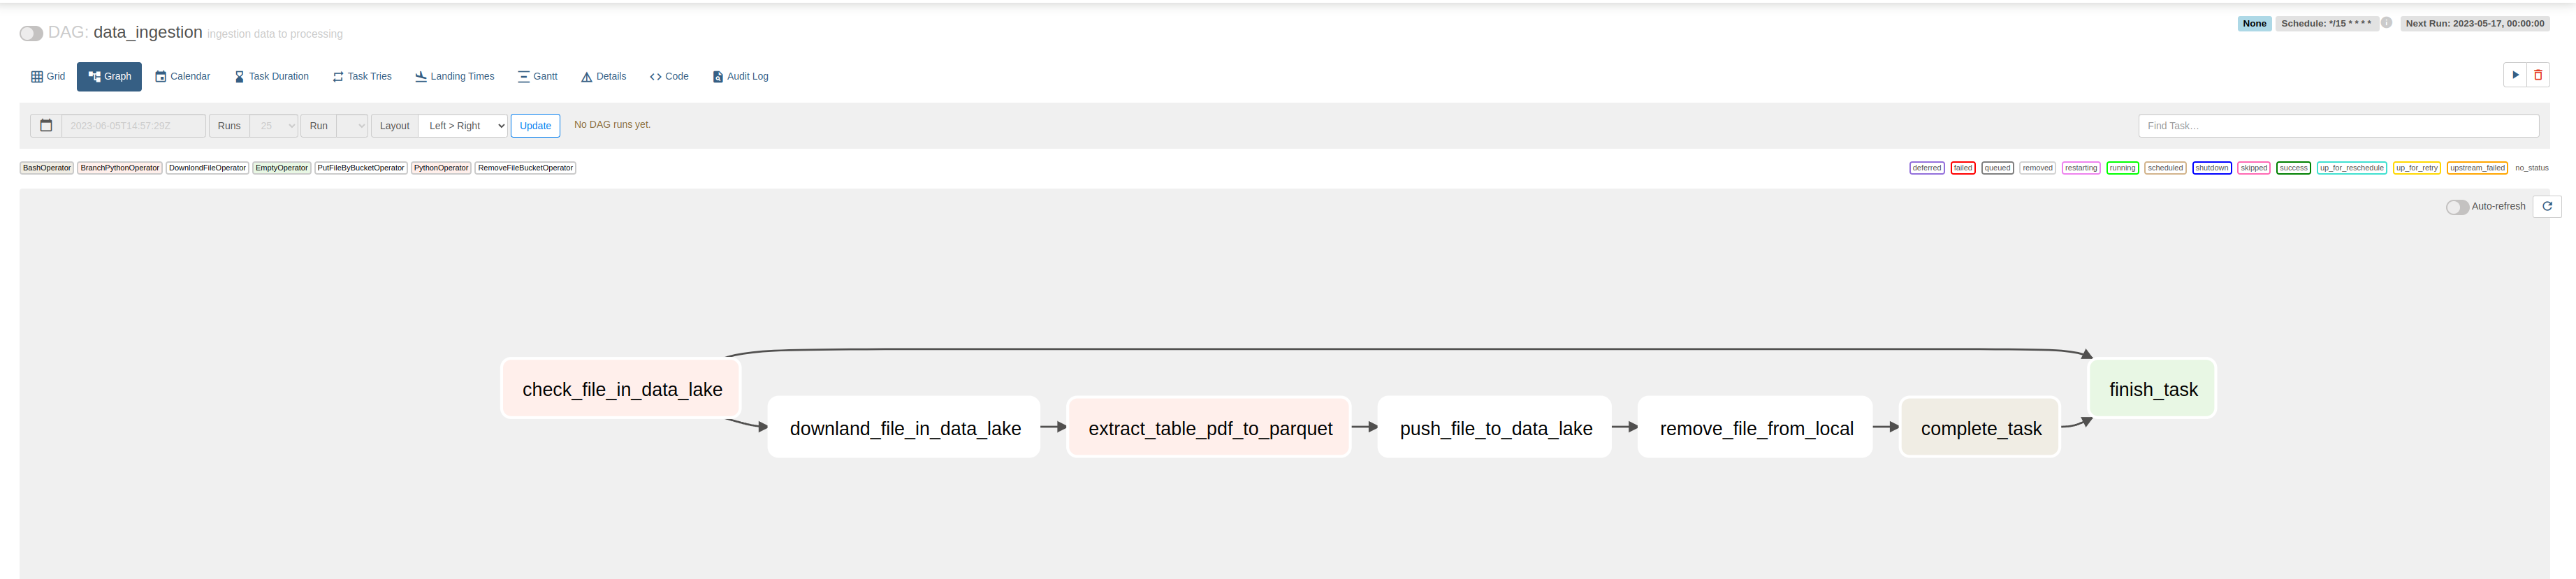 DAG: data_ingestion ingestion data to processing
None Schedule: */15 * * * * Next Run: 2023-05-17, 00:00:00
Grid Graph Calendar Task Duration Task Tries Landing Times Gantt Details Code Audit Log
2023-06-05T14:57:29Z Runs 25 Run Layout Left > Right Update No DAG runs yet. Find Task...
BashOperator BranchPythonOperator DownlondFileOperator EmptyOperator PutFileByBucketOperator PythonOperator RemoveFileBucketOperator
deferred failed queued removed restarting running scheduled shutdown skipped success up_for_reschedule up_for_retry upstream_failed no_status
Auto-refresh
check_file_in_data_lake
finish_task
downland_file_in_data_lake extract_table_pdf_to_parquet push_file_to_data_lake remove_file_from_local complete_task